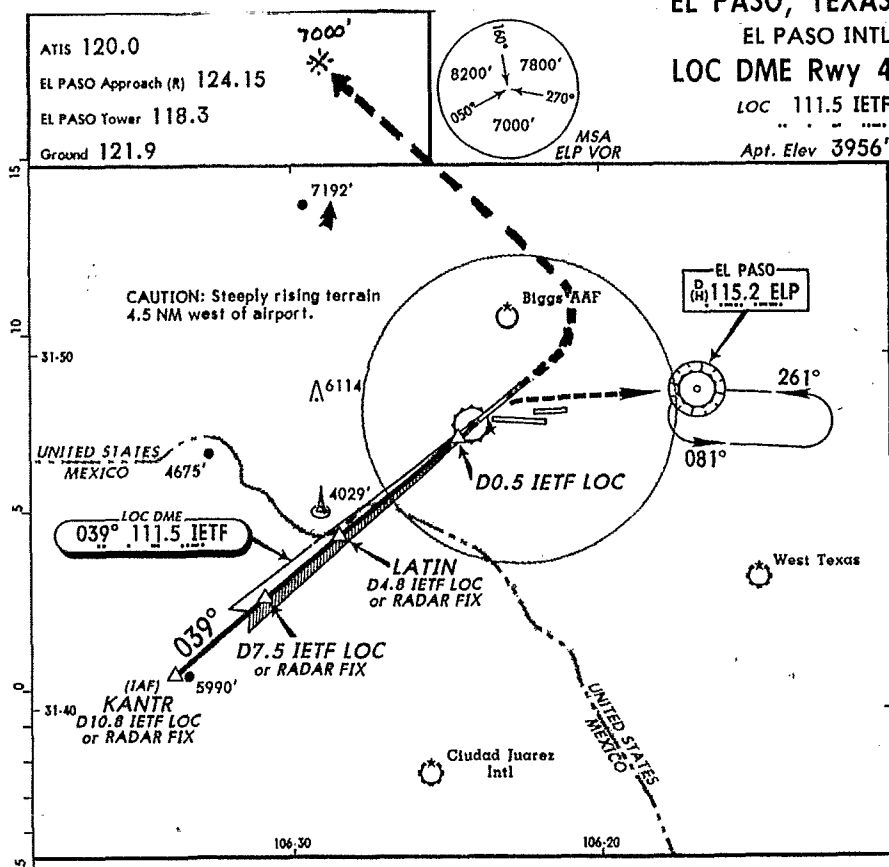 EL PASO, TEXAS
EL PASO INTL
LOC DME Rwy 4
LOC 111.5 IETF
Apt. Elev 3956'
ATIS 120.0
EL PASO Approach (R) 124.15
EL PASO Tower 118.3
Ground 121.9
7000'
160°
8200' 7800'
050° 270°
7000'
MSA
ELP VOR
15
7192'
CAUTION: Steeply rising terrain
4.5 NM west of airport.
Biggs AAF
EL PASO
D
(H) 115.2 ELP
10
31-50
6114
261°
081°
UNITED STATES
MEXICO
4675'
D0.5 IETF LOC
5
4029'
LOC DME
039° 111.5 IETF
LATIN
D4.8 IETF LOC
or RADAR FIX
West Texas
039°
D7.5 IETF LOC
or RADAR FIX
(IAF)
KANTR
D10.8 IETF LOC
or RADAR FIX
5990'
0
31-40
UNITED STATES
MEXICO
Ciudad Juarez
Intl
5
106-30
106-20